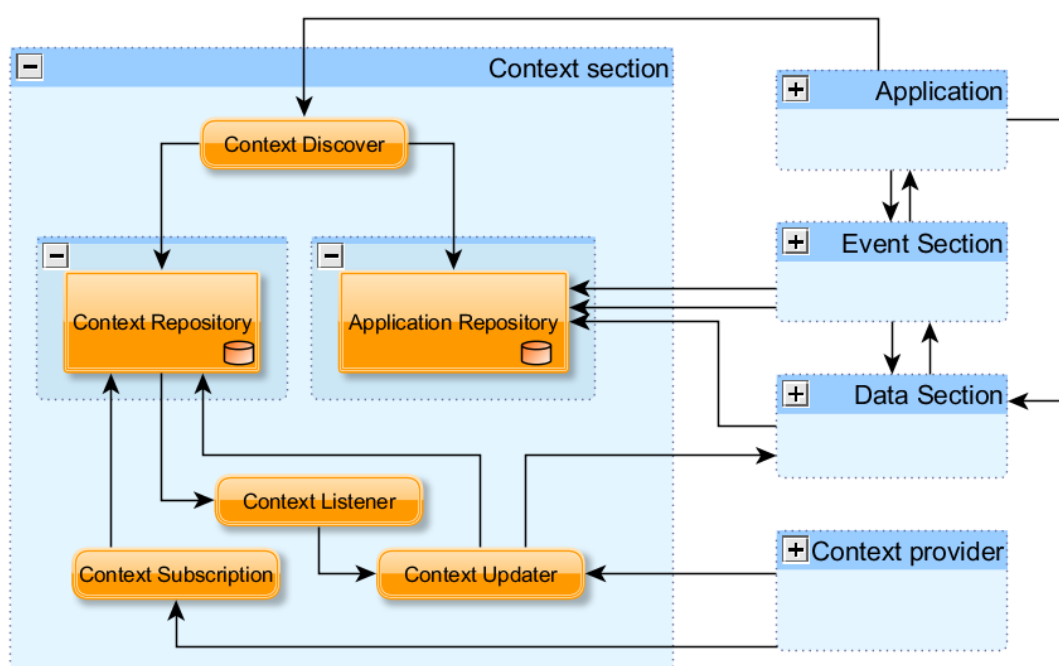 Context section
Application
Context Discover
Event Section
Context Repository
Application Repository
Data Section
Context Listener
Context provider
Context Subscription
Context Updater